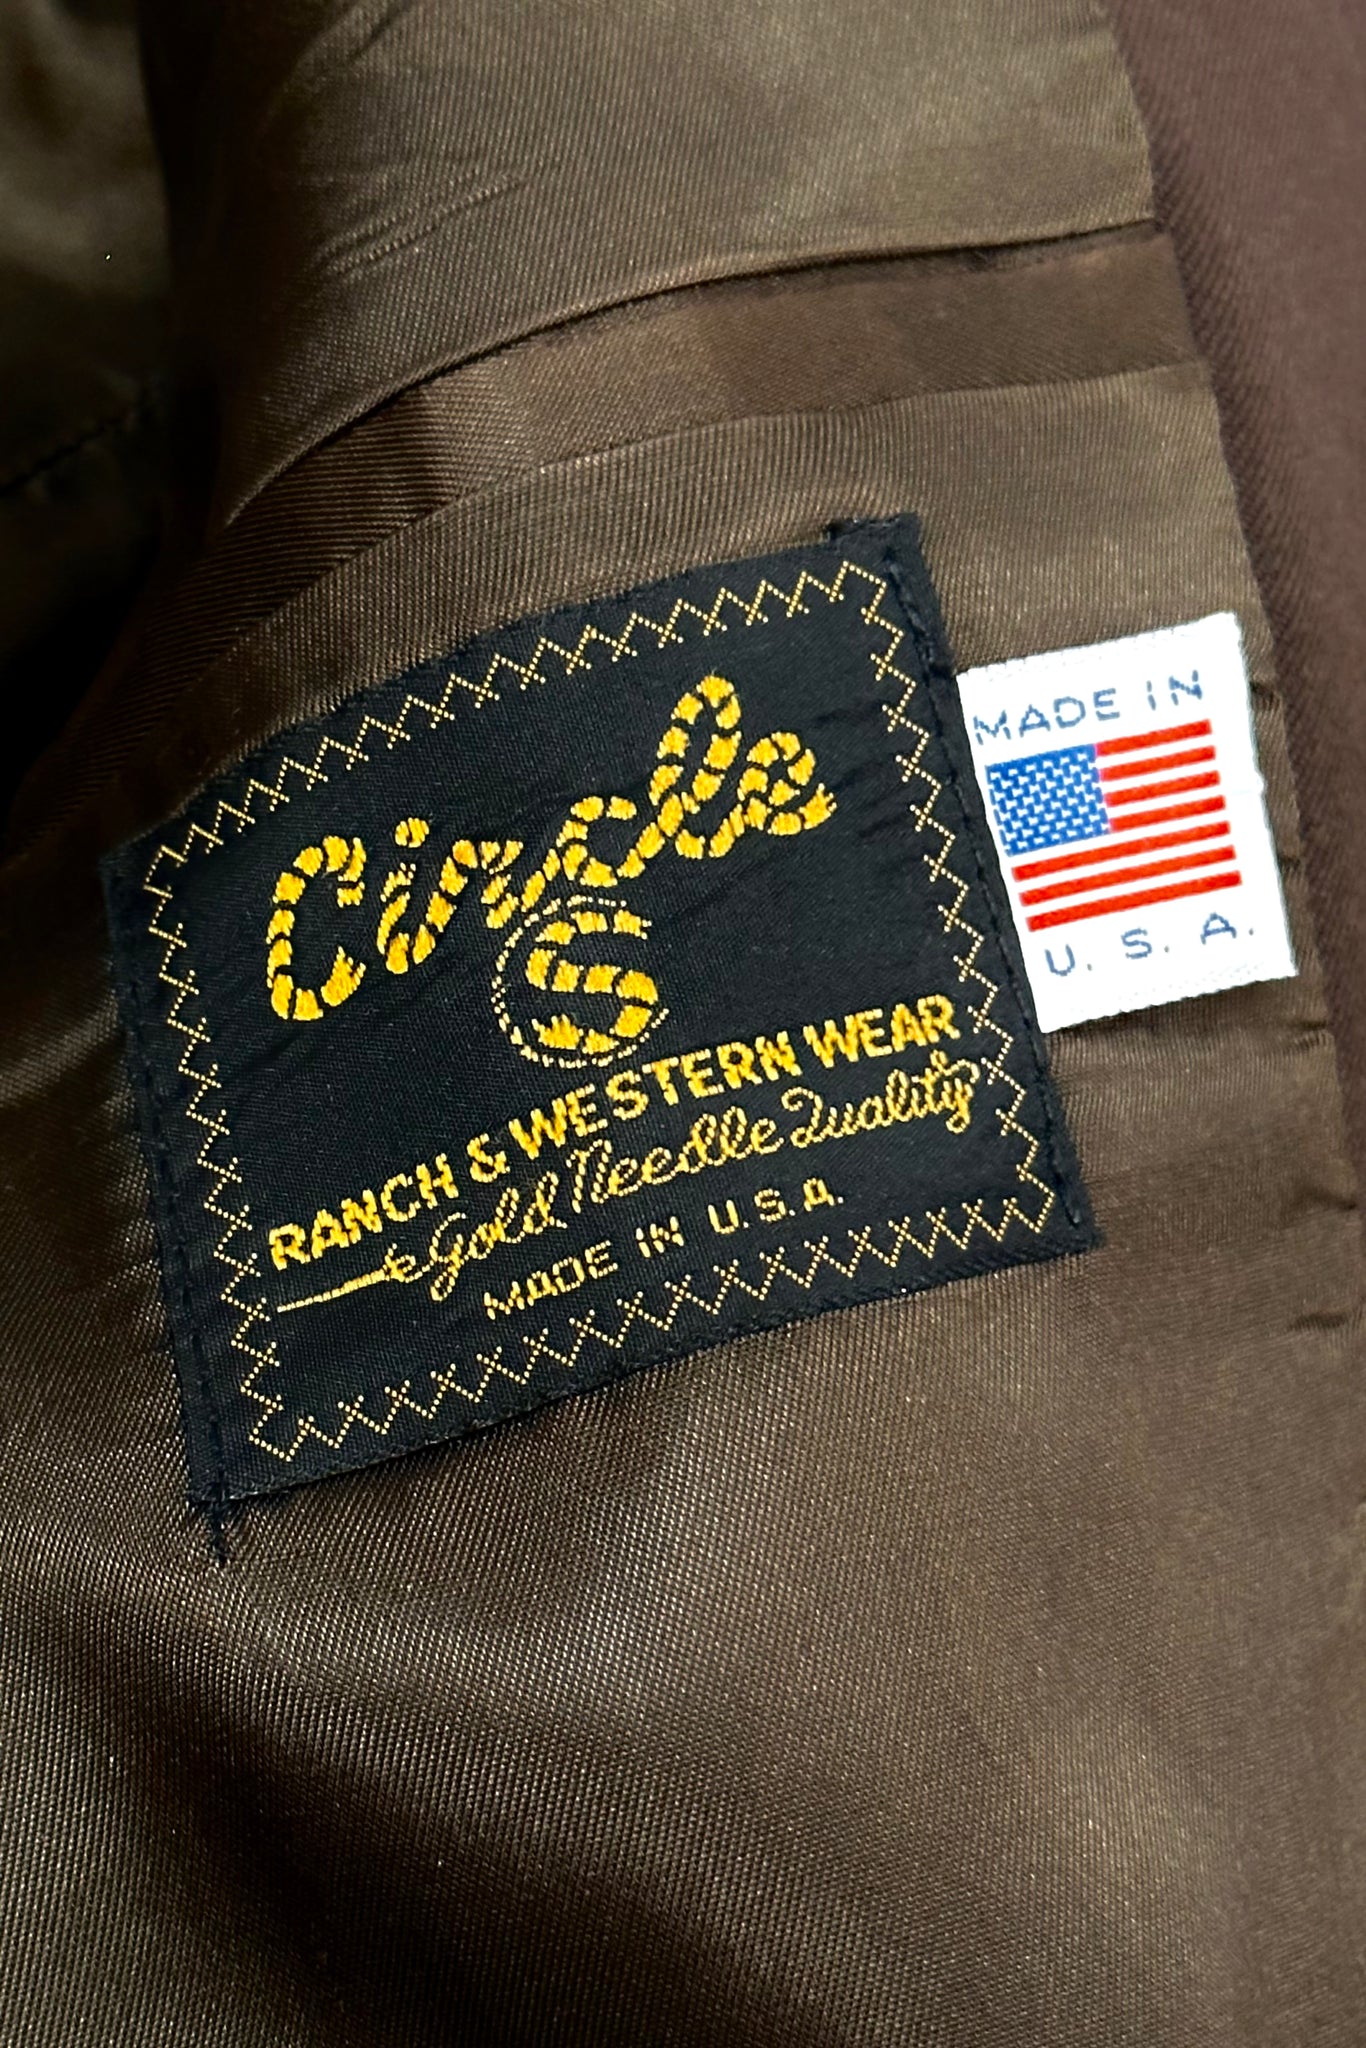 Circle
S
RANCH & WESTERN WEAR
Gold Needle Quality
MADE IN U.S.A.
MADE IN
U. S. A.